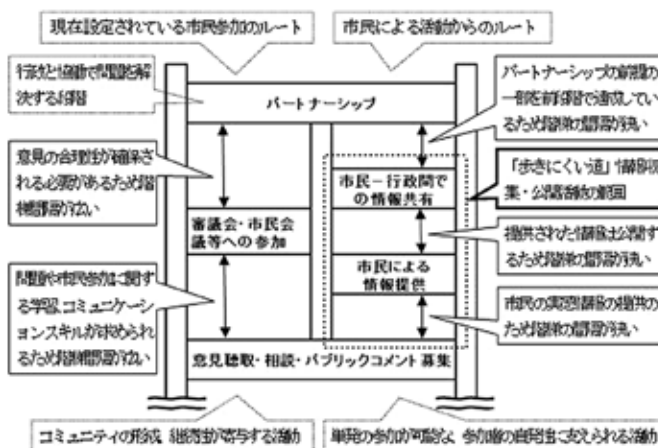 現在設定されている市民参加のルート
市民による活動からのルート
行政と協働で問題を解
決する段階
パートナーシップ
パートナーシップの前提の
一部を前段階で達成してい
るため階梯の間隔が狭い
意見の合理性が確保さ
れる必要があるため階
梯間隔が広い
市民－行政間で
の情報共有
「歩きにくい道」情報収
集・公開活動の範囲
審議会・市民会
議等への参加
提供された情報は公開す
るため階梯の間隔が狭い
問題や市民参加に関す
る学習、コミュニケーシ
ョンスキルが求められ
るため階梯間隔が広い
市民による
情報提供
市民の実感情報の提供の
ため階梯の間隔が狭い
意見聴取・相談・パブリックコメント募集
コミュニティの形成、継続性が寄与する活動
単発の参加が可能な、参加者の自発性に支えられる活動